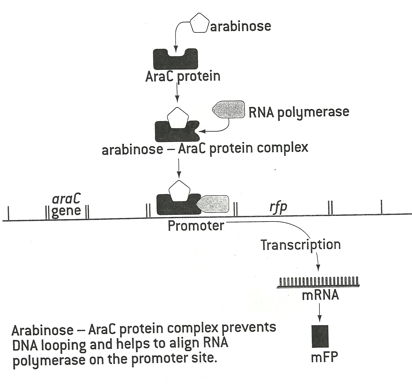 arabinose
AraC protein
RNA polymerase
arabinose – AraC protein complex
araC
gene
rfp
Promoter
Transcription
mRNA
Arabinose – AraC protein complex prevents
DNA looping and helps to align RNA
polymerase on the promoter site.
mFP